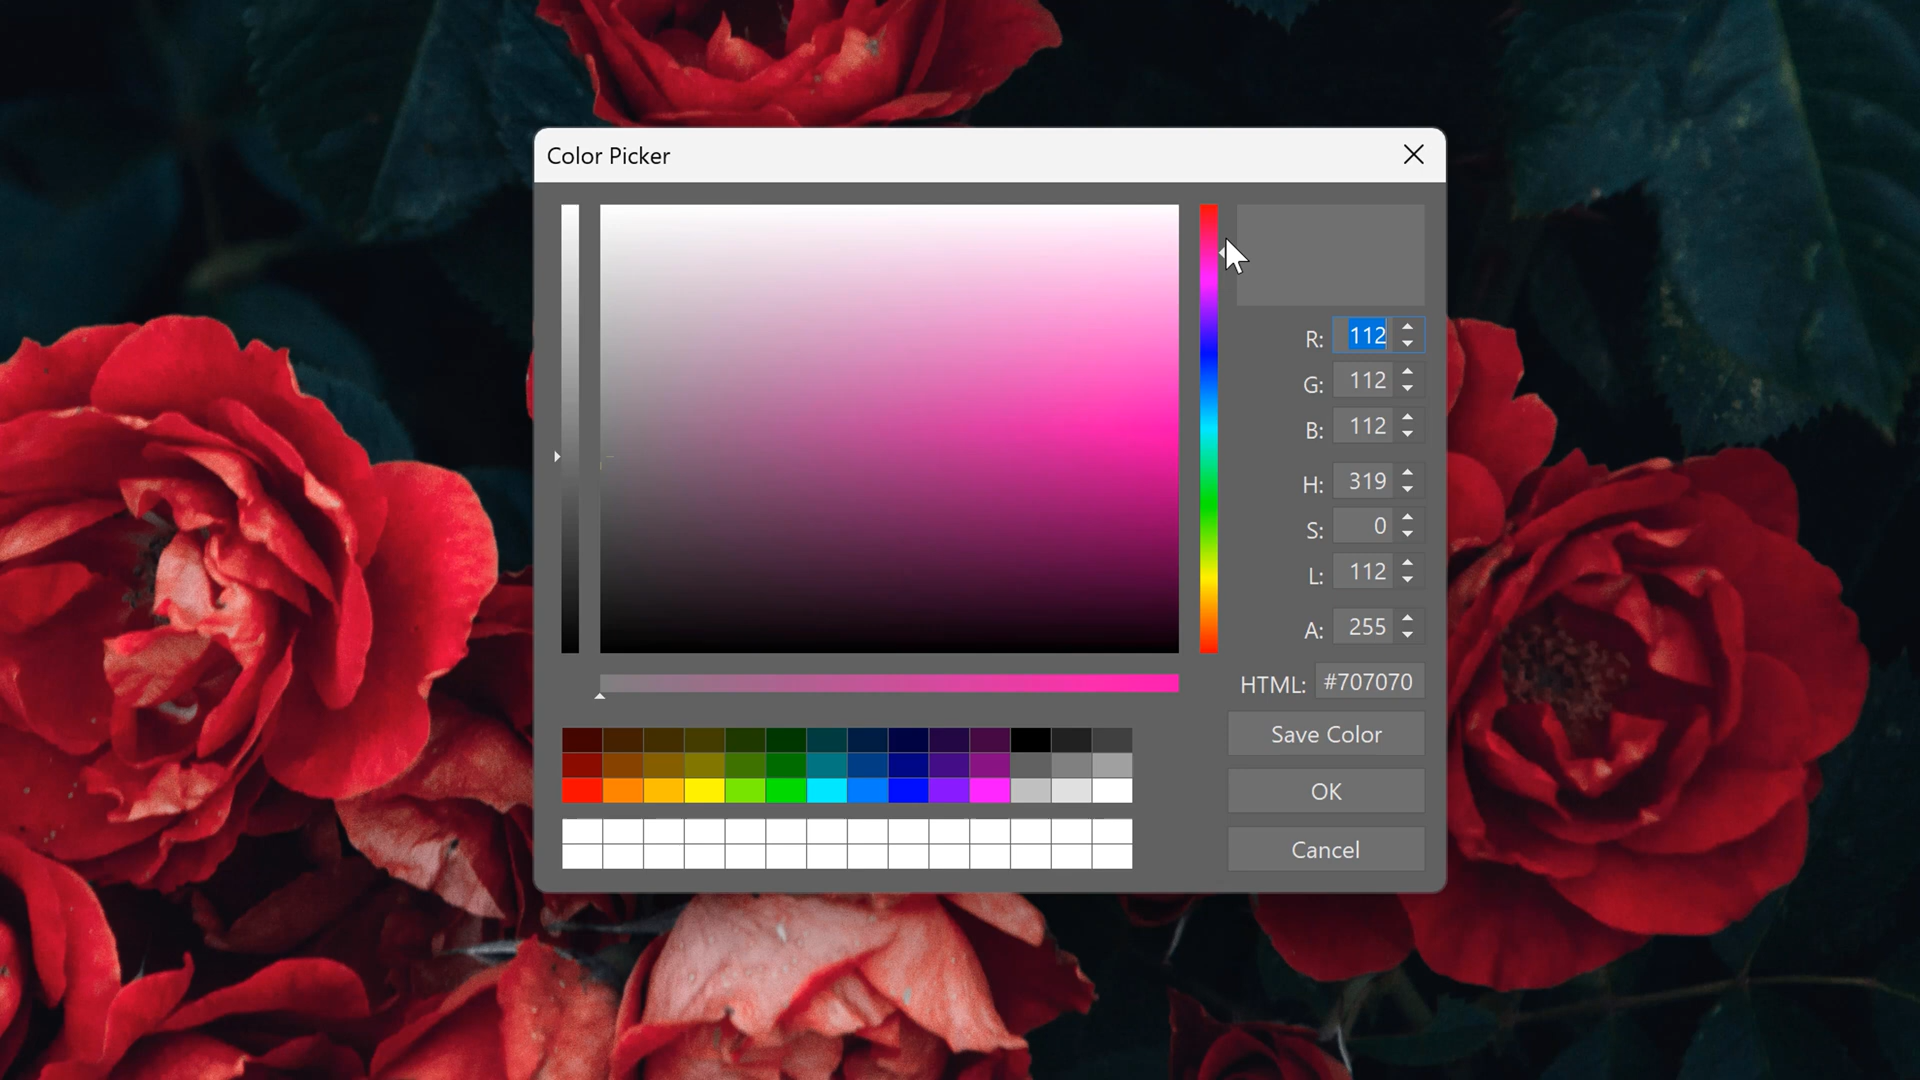 Color Picker
R: 112
G: 112
B: 112
H: 319
S: 0
L: 112
A: 255
HTML: #707070
Save Color
OK
Cancel